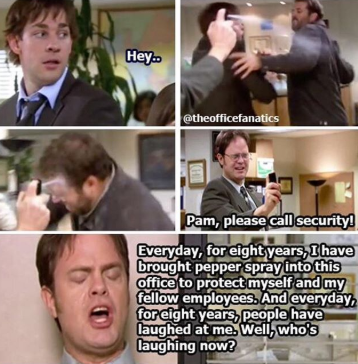 Hey..
@theofficefanatics
Pam, please call security!
Everyday, for eight years, I have
brought pepper spray into this
office to protect myself and my
fellow employees. And everyday,
for eight years, people have
laughed at me. Well, who's
laughing now?